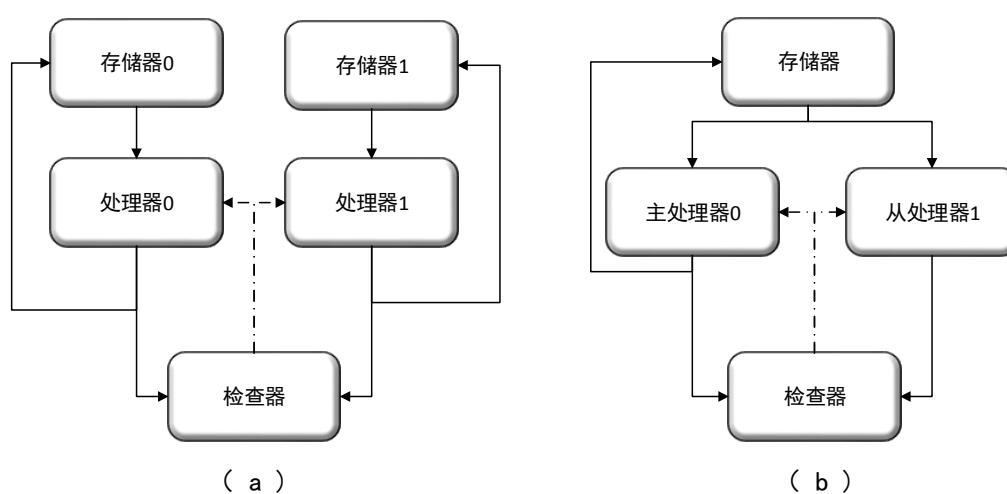 存储器0
存储器1
存储器
处理器0
处理器1
主处理器0
从处理器1
检查器
检查器
（ a ）
（ b ）